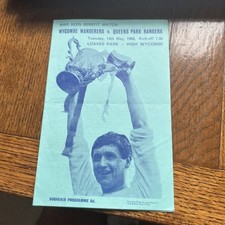 WYCOMBE WANDERERS v. QUEENS PARK RANGERS
Tuesday, 14th May, 1968, Kick-off 7.30
LOAKES PARK - HIGH WYCOMBE
SOUVENIR PROGRAMME 6d.